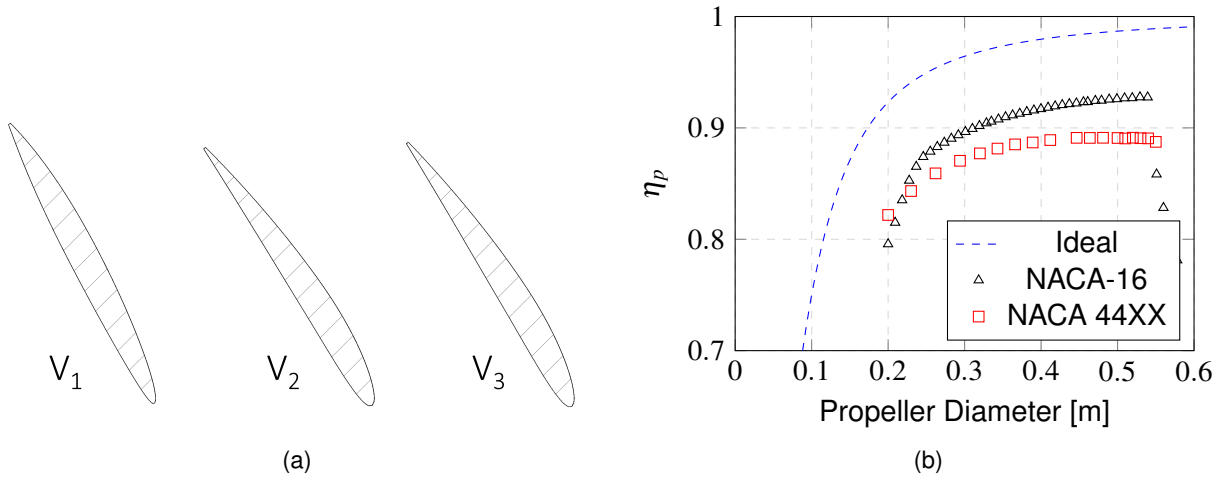 V1
V2
V3
(a)
1
0.9
0.8
0.7
ηp
0
0.1
0.2
0.3
0.4
0.5
0.6
Propeller Diameter [m]
Ideal
NACA-16
NACA 44XX
(b)